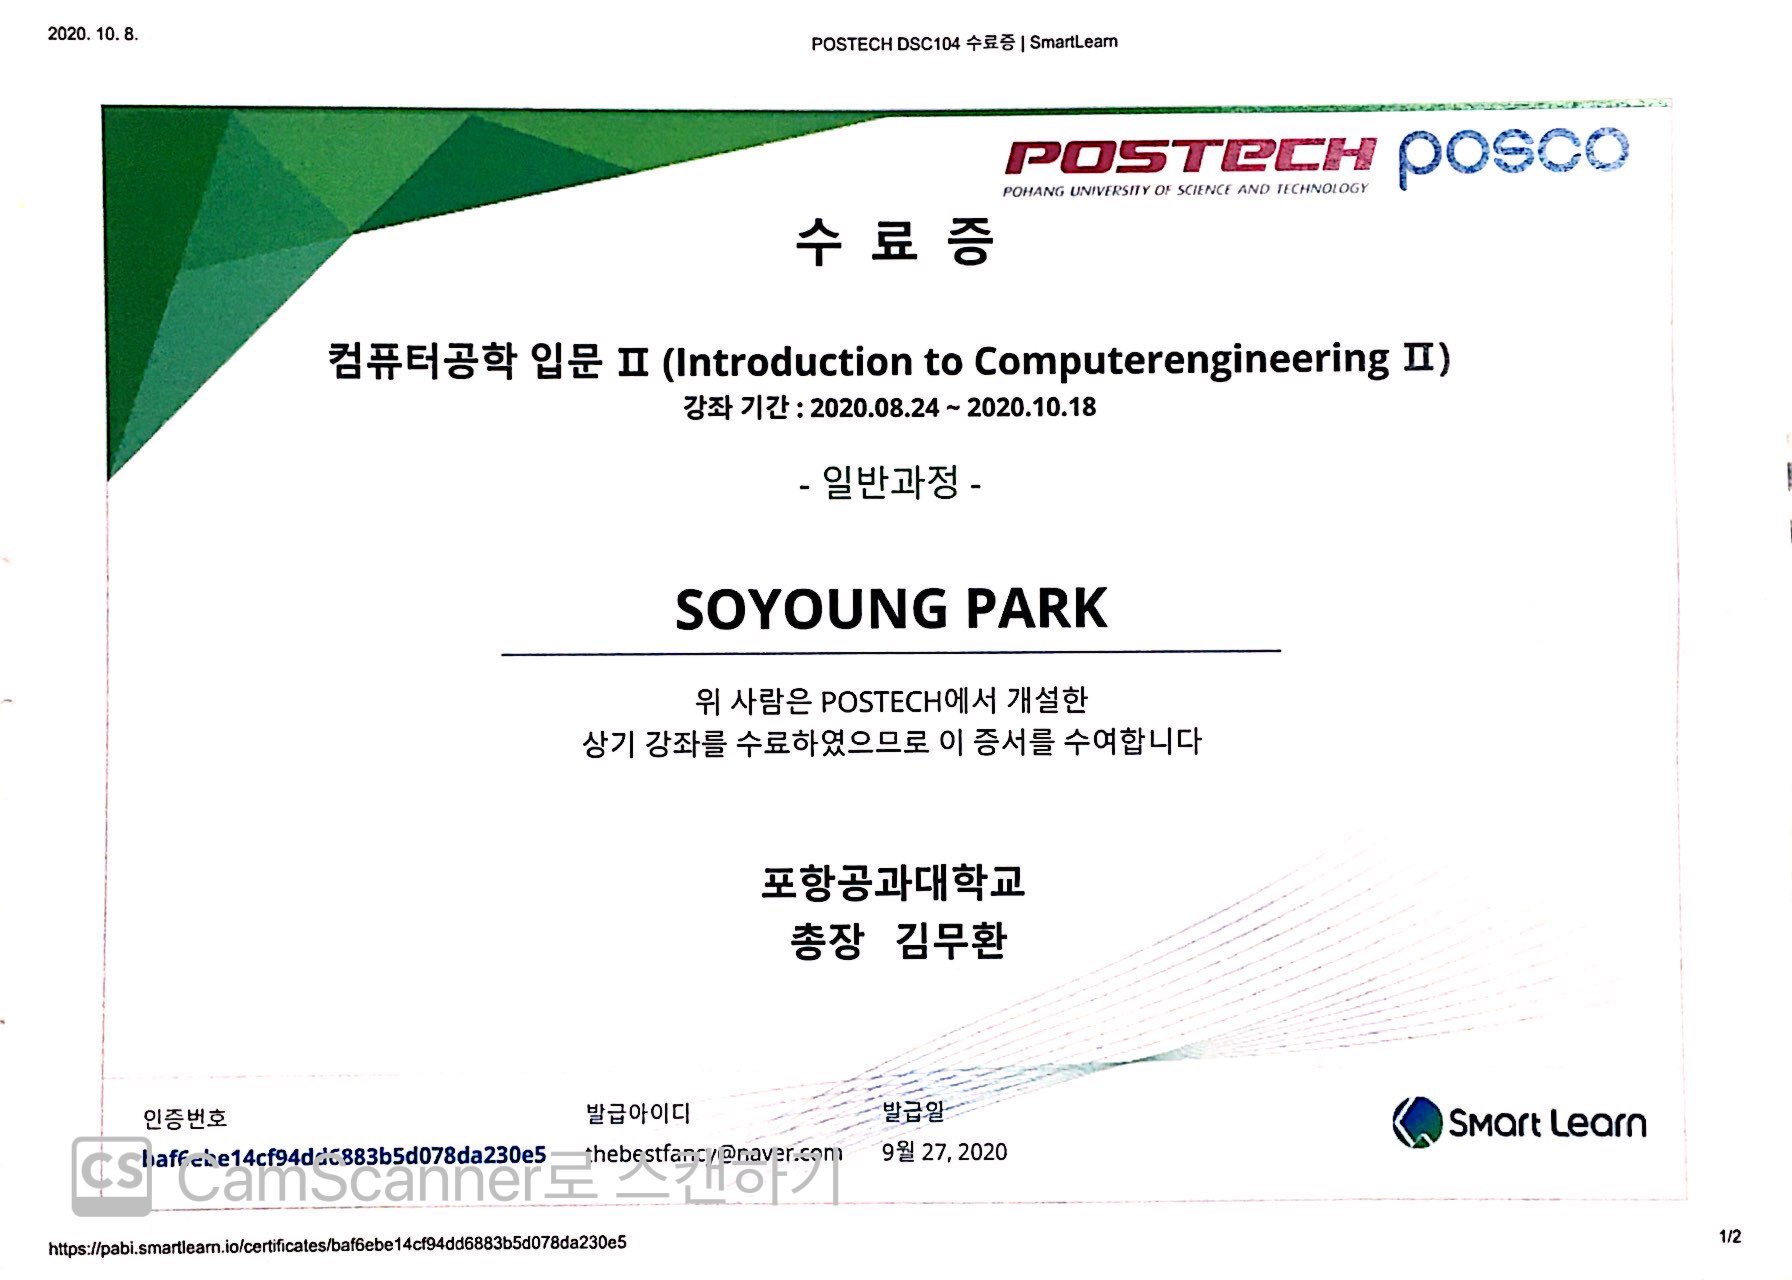 2020. 10. 8.
POSTECH DSC104 수료증 | SmartLearn
POSTECH posco
POHANG UNIVERSITY OF SCIENCE AND TECHNOLOGY
수 료 증
컴퓨터공학 입문 Ⅱ (Introduction to Computerengineering Ⅱ)
강좌 기간 : 2020.08.24 ~ 2020.10.18
- 일반과정 -
SOYOUNG PARK
위 사람은 POSTECH에서 개설한
상기 강좌를 수료하였으므로 이 증서를 수여합니다
포항공과대학교
총장 김무환
인증번호 발급아이디 발급일
baf6ebe14cf94dd6883b5d078da230e5 thebestfancy@naver.com 9월 27, 2020
Smart Learn
CS CamScanner로 스캔하기
https://pabi.smartlearn.io/certificates/baf6ebe14cf94dd6883b5d078da230e5
1/2